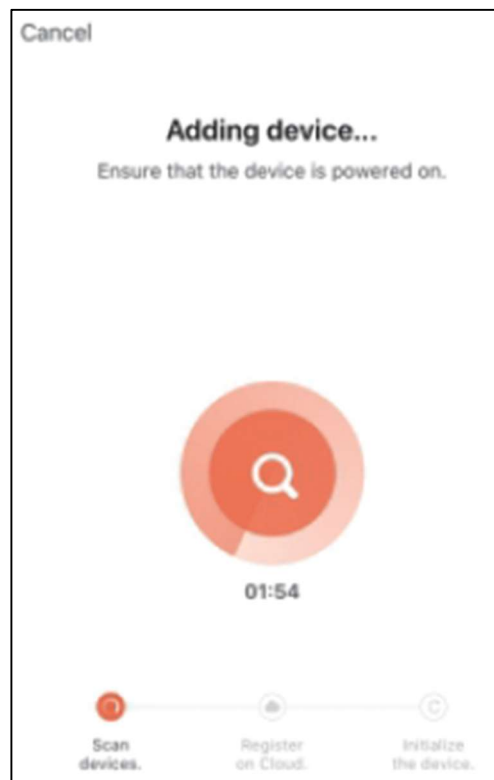 Cancel
Adding device...
Ensure that the device is powered on.
01:54
Scan
devices.
Register
on Cloud.
Initialize
the device.